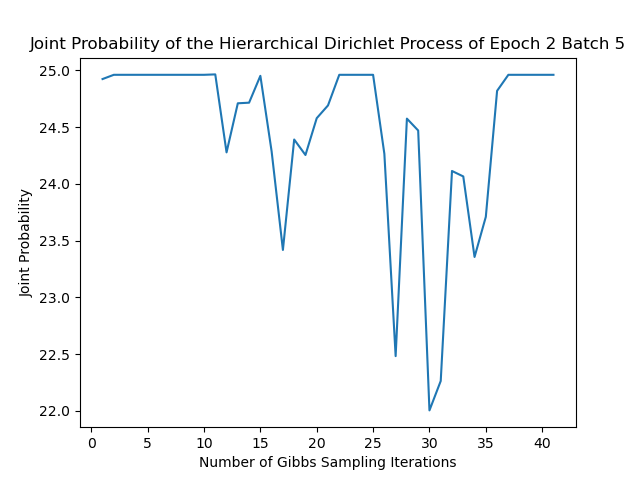 Joint Probability of the Hierarchical Dirichlet Process of Epoch 2 Batch 5
Joint Probability
25.0
24.5
24.0
23.5
23.0
22.5
22.0
0 5 10 15 20 25 30 35 40
Number of Gibbs Sampling Iterations